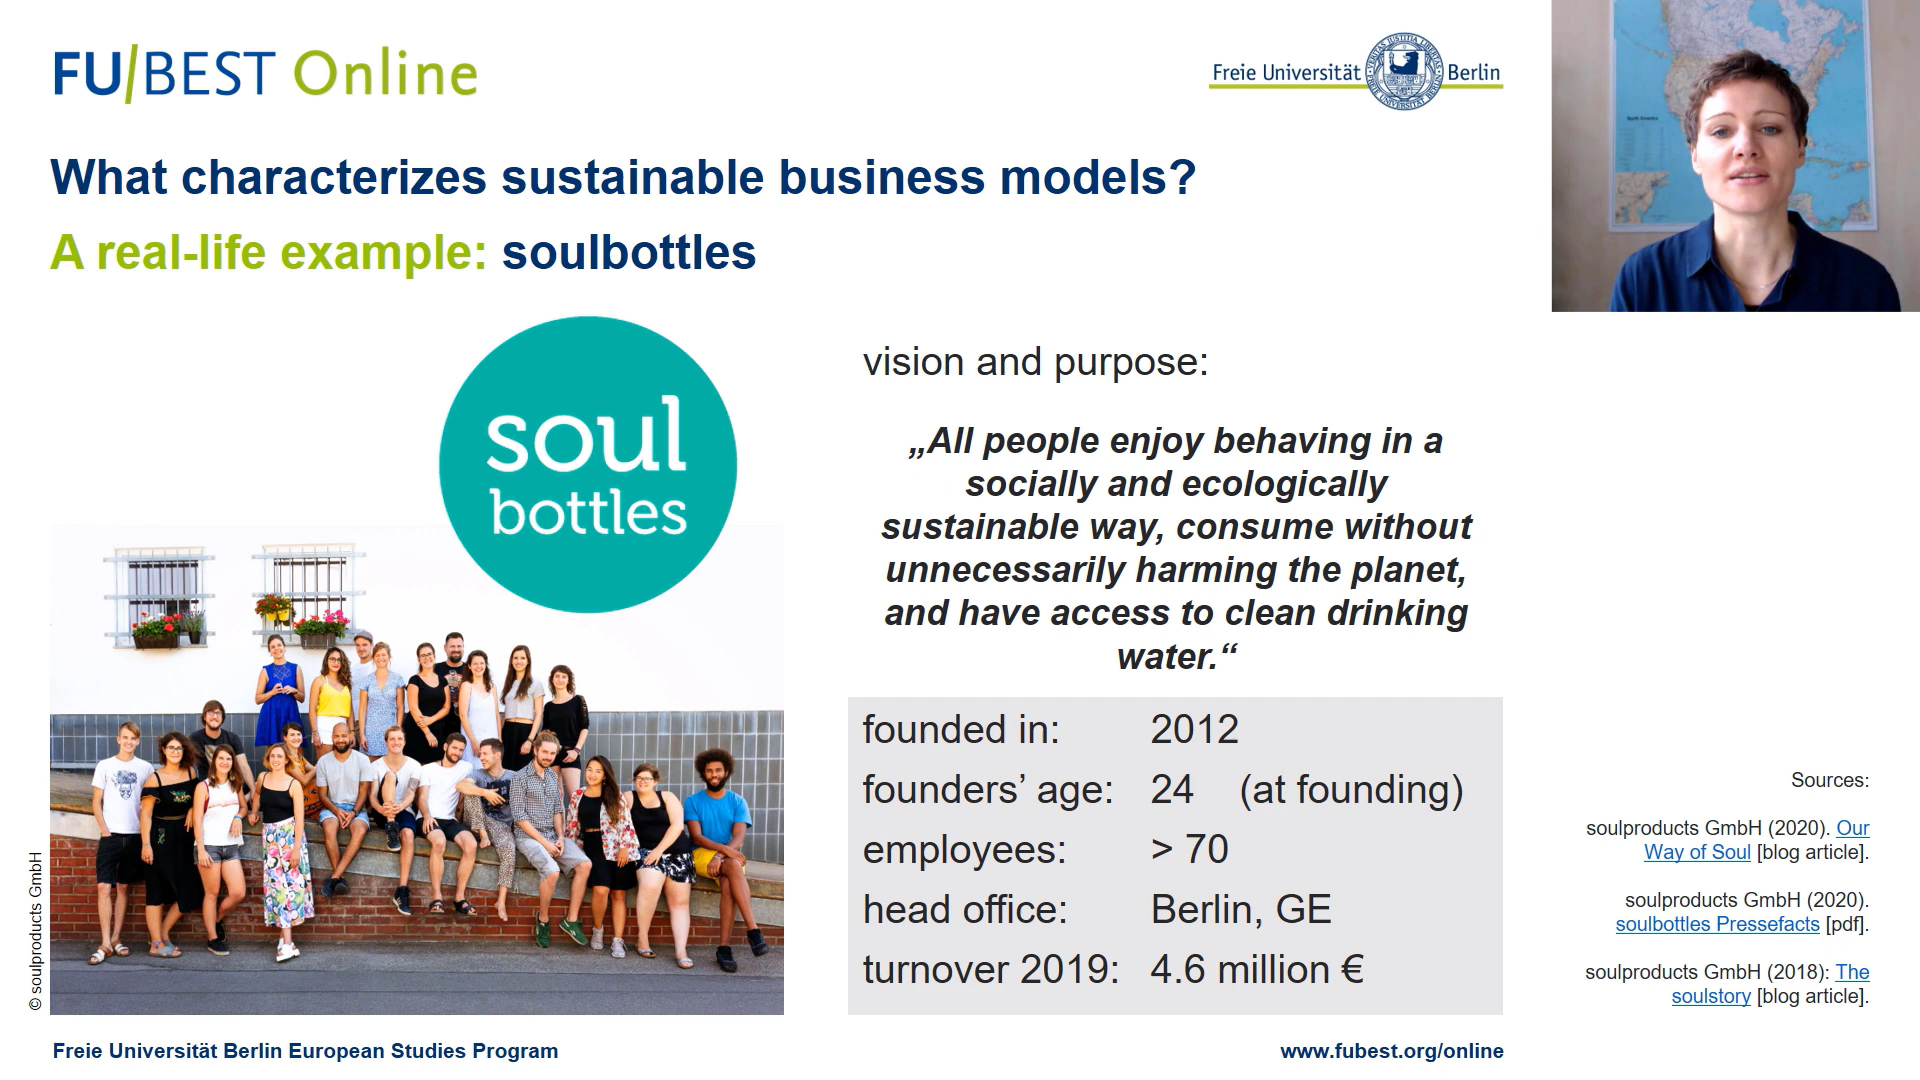 FU/BEST Online
Freie Universität Berlin
North America
What characterizes sustainable business models?
A real-life example: soulbottles
soul
bottles
vision and purpose:
„All people enjoy behaving in a
socially and ecologically
sustainable way, consume without
unnecessarily harming the planet,
and have access to clean drinking
water.“
founded in: 2012
founders’ age: 24 (at founding)
employees: > 70
head office: Berlin, GE
turnover 2019: 4.6 million €
© soulproducts GmbH
Sources:
soulproducts GmbH (2020). Our
Way of Soul [blog article].
soulproducts GmbH (2020).
soulbottles Pressefacts [pdf].
soulproducts GmbH (2018): The
soulstory [blog article].
Freie Universität Berlin European Studies Program
www.fubest.org/online